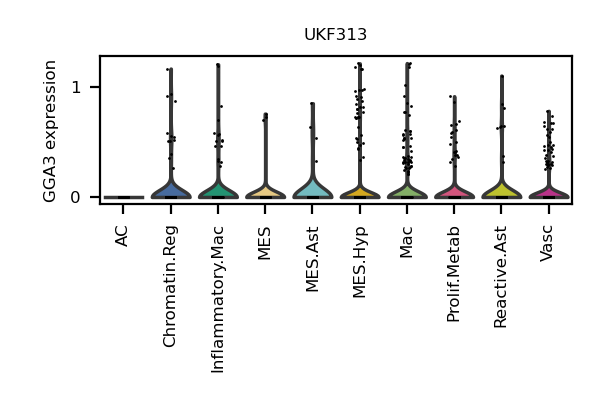 UKF313
GGA3 expression
1
0
AC
Chromatin.Reg
Inflammatory.Mac
MES
MES.Ast
MES.Hyp
Mac
Prolif.Metab
Reactive.Ast
Vasc